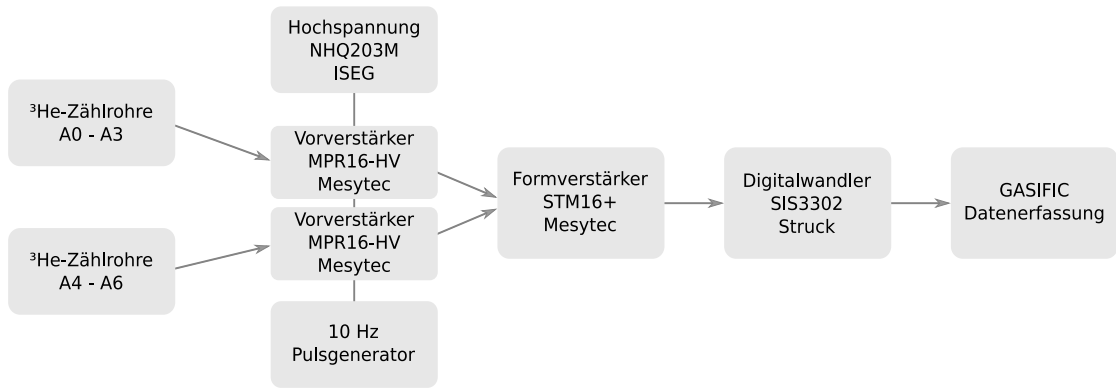 Hochspannung
NHQ203M
ISEG
³He-Zählrohre
A0 - A3
Vorverstärker
MPR16-HV
Mesytec
Vorverstärker
MPR16-HV
Mesytec
³He-Zählrohre
A4 - A6
10 Hz
Pulsgenerator
Formverstärker
STM16+
Mesytec
Digitalwandler
SIS3302
Struck
GASIFIC
Datenerfassung